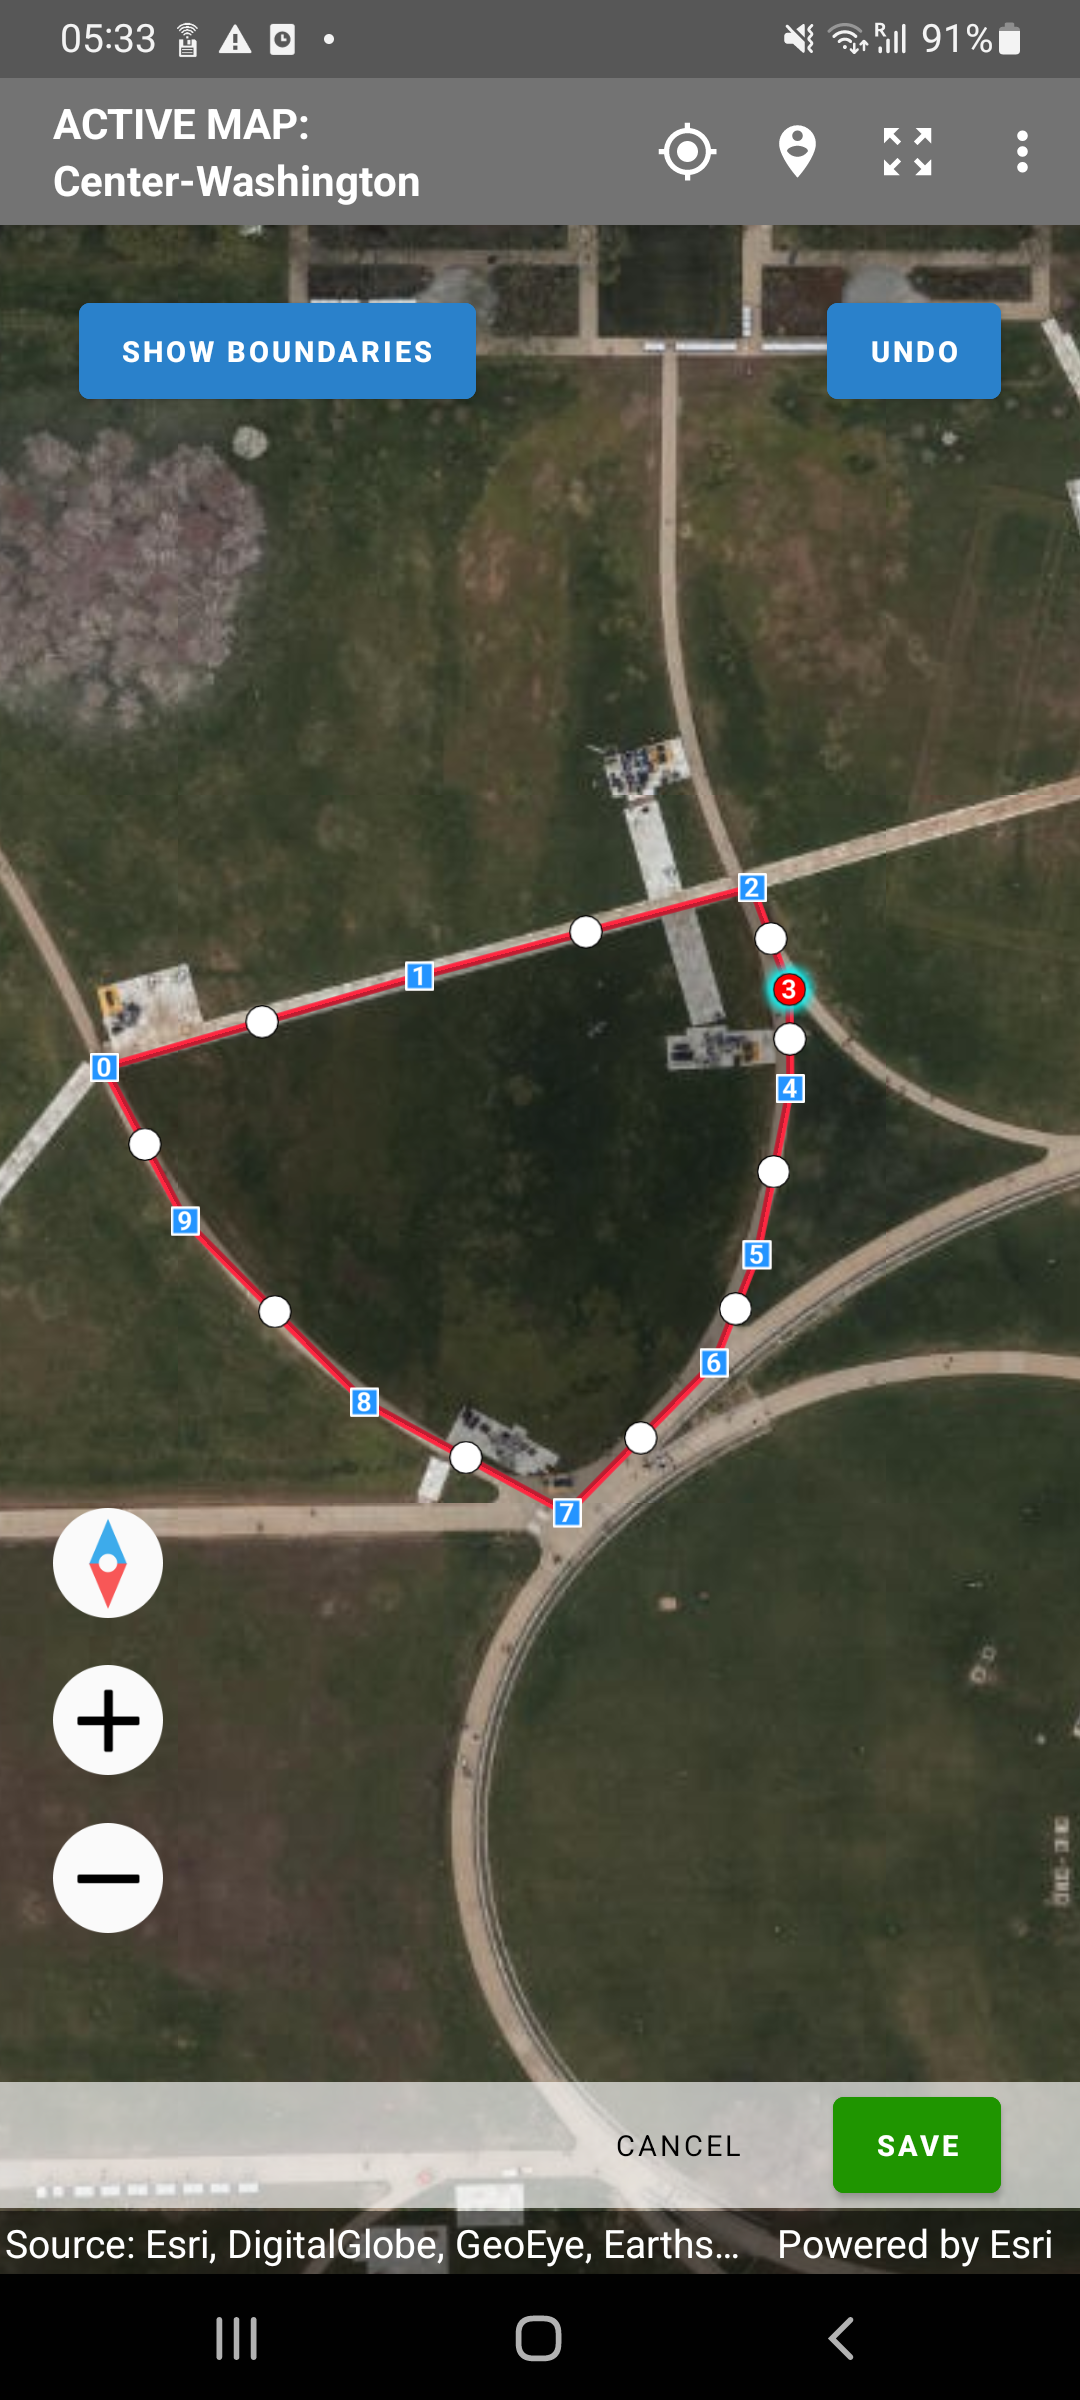 05:33
R
91%
ACTIVE MAP:
Center-Washington
SHOW BOUNDARIES
UNDO
2
1
3
0
4
9
5
6
8
7
CANCEL
SAVE
Source: Esri, DigitalGlobe, GeoEye, Earths...
Powered by Esri